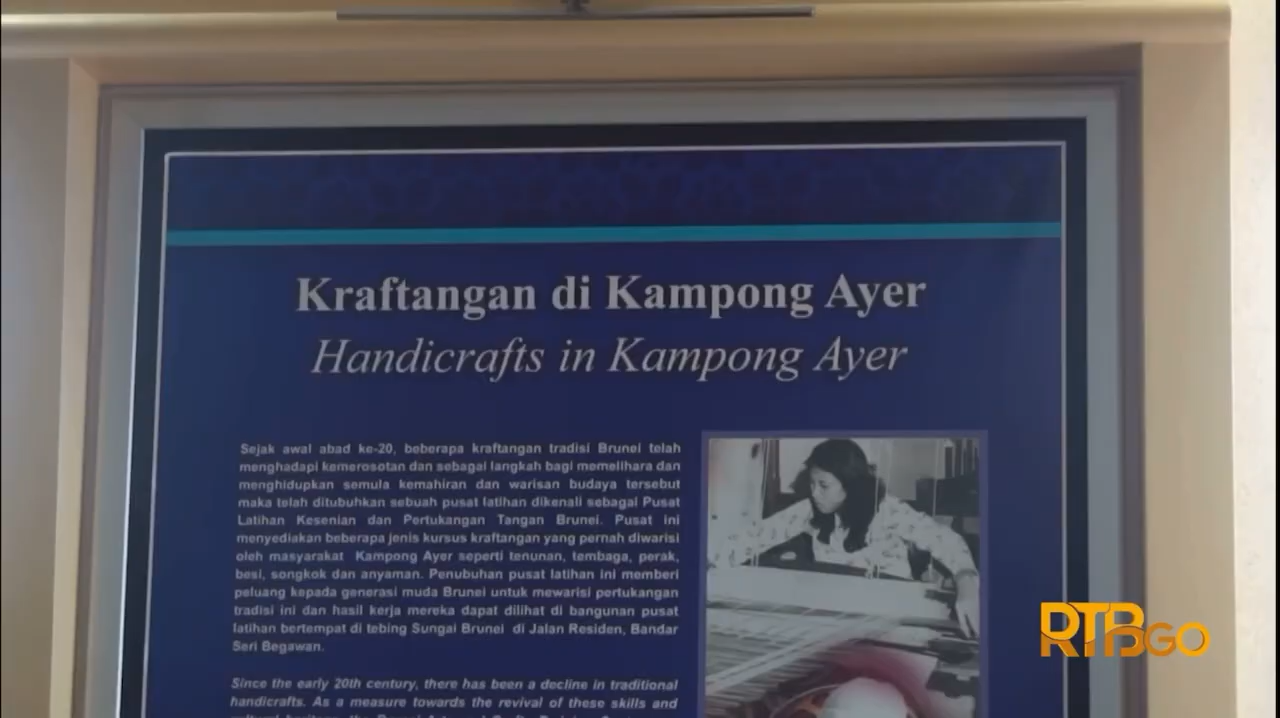 Kraftangan di Kampong Ayer
Handicrafts in Kampong Ayer
Sejak awal abad ke-20, beberapa kraftangan tradisi Brunei telah
menghadapi kemerosotan dan sebagai langkah bagi memelihara dan
menghidupkan semula kemahiran dan warisan budaya tersebut
maka telah ditubuhkan sebuah pusat latihan dikenali sebagai Pusat
Latihan Kesenian dan Pertukangan Tangan Brunei. Pusat ini
menyediakan beberapa jenis kursus kraftangan yang pernah diwarisi
oleh masyarakat Kampong Ayer seperti tenunan, tembaga, perak,
besi, songkok dan anyaman. Penubuhan pusat latihan ini memberi
peluang kepada generasi muda Brunei untuk mewarisi pertukangan
tradisi ini dan hasil kerja mereka dapat dilihat di bangunan pusat
latihan bertempat di tebing Sungai Brunei di Jalan Residen, Bandar
Seri Begawan.
Since the early 20th century, there has been a decline in traditional
handicrafts. As a measure towards the revival of these skills and
RTBGO